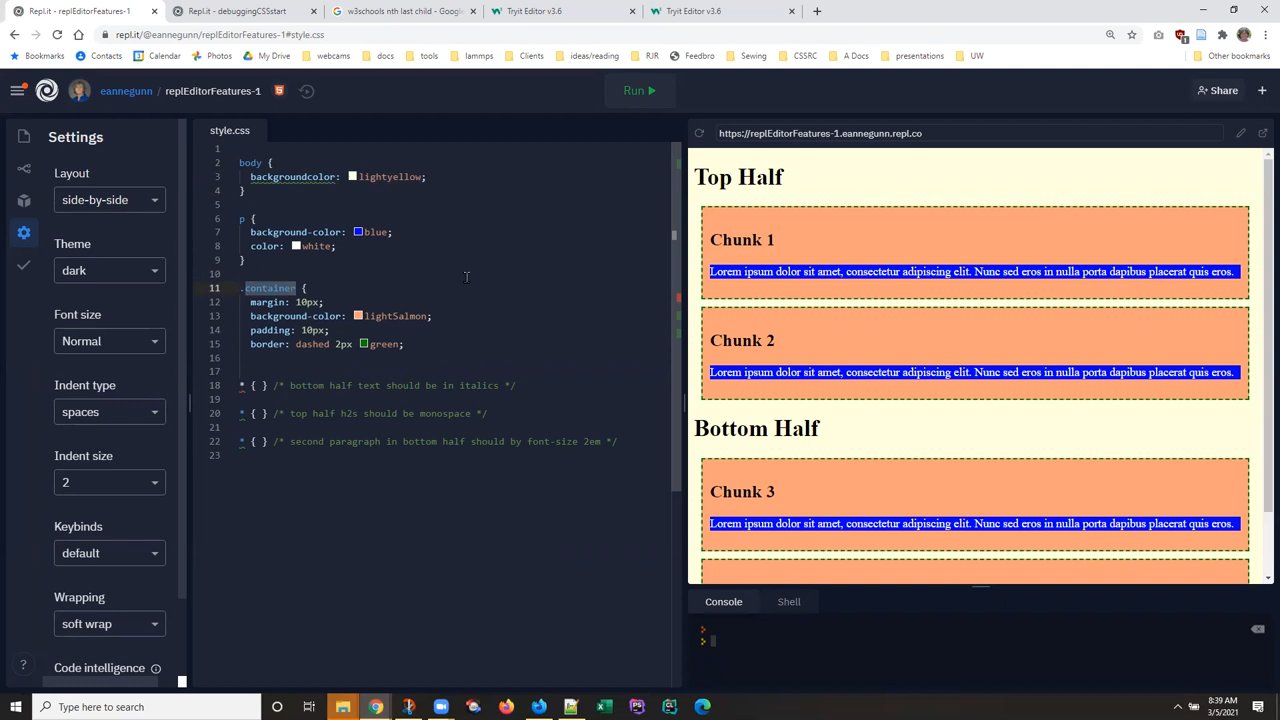 Repl.it - replEditorFeatures-1
Repl.it - debuggingCSSstart
w3schools nth last child - Google
Tryit Editor v3.6
Tryit Editor v3.6
repl.it/@eannegunn/replEditorFeatures-1#style.css
Bookmarks
Contacts
Calendar
Photos
My Drive
webcams
docs
tools
lammps
Clients
ideas/reading
RJR
Feedbro
Sewing
CSSRC
A Docs
presentations
UW
Other bookmarks
eannegunn / replEditorFeatures-1
Run
Share
Settings
Layout
side-by-side
Theme
dark
Font size
Normal
Indent type
spaces
Indent size
2
Keybinds
default
Wrapping
soft wrap
Code intelligence
?
style.css
1
2 body {
3 backgroundcolor: lightyellow;
4 }
5
6 p {
7 background-color: blue;
8 color: white;
9 }
10
11 .container {
12 margin: 10px;
13 background-color: lightSalmon;
14 padding: 10px;
15 border: dashed 2px green;
16
17
18 * { } /* bottom half text should be in italics */
19
20 * { } /* top half h2s should be monospace */
21
22 * { } /* second paragraph in bottom half should by font-size 2em */
23
https://replEditorFeatures-1.eannegunn.repl.co
Top Half
Chunk 1
Lorem ipsum dolor sit amet, consectetur adipiscing elit. Nunc sed eros in nulla porta dapibus placerat quis eros.
Chunk 2
Lorem ipsum dolor sit amet, consectetur adipiscing elit. Nunc sed eros in nulla porta dapibus placerat quis eros.
Bottom Half
Chunk 3
Lorem ipsum dolor sit amet, consectetur adipiscing elit. Nunc sed eros in nulla porta dapibus placerat quis eros.
Console
Shell
Type here to search
8:39 AM
3/5/2021